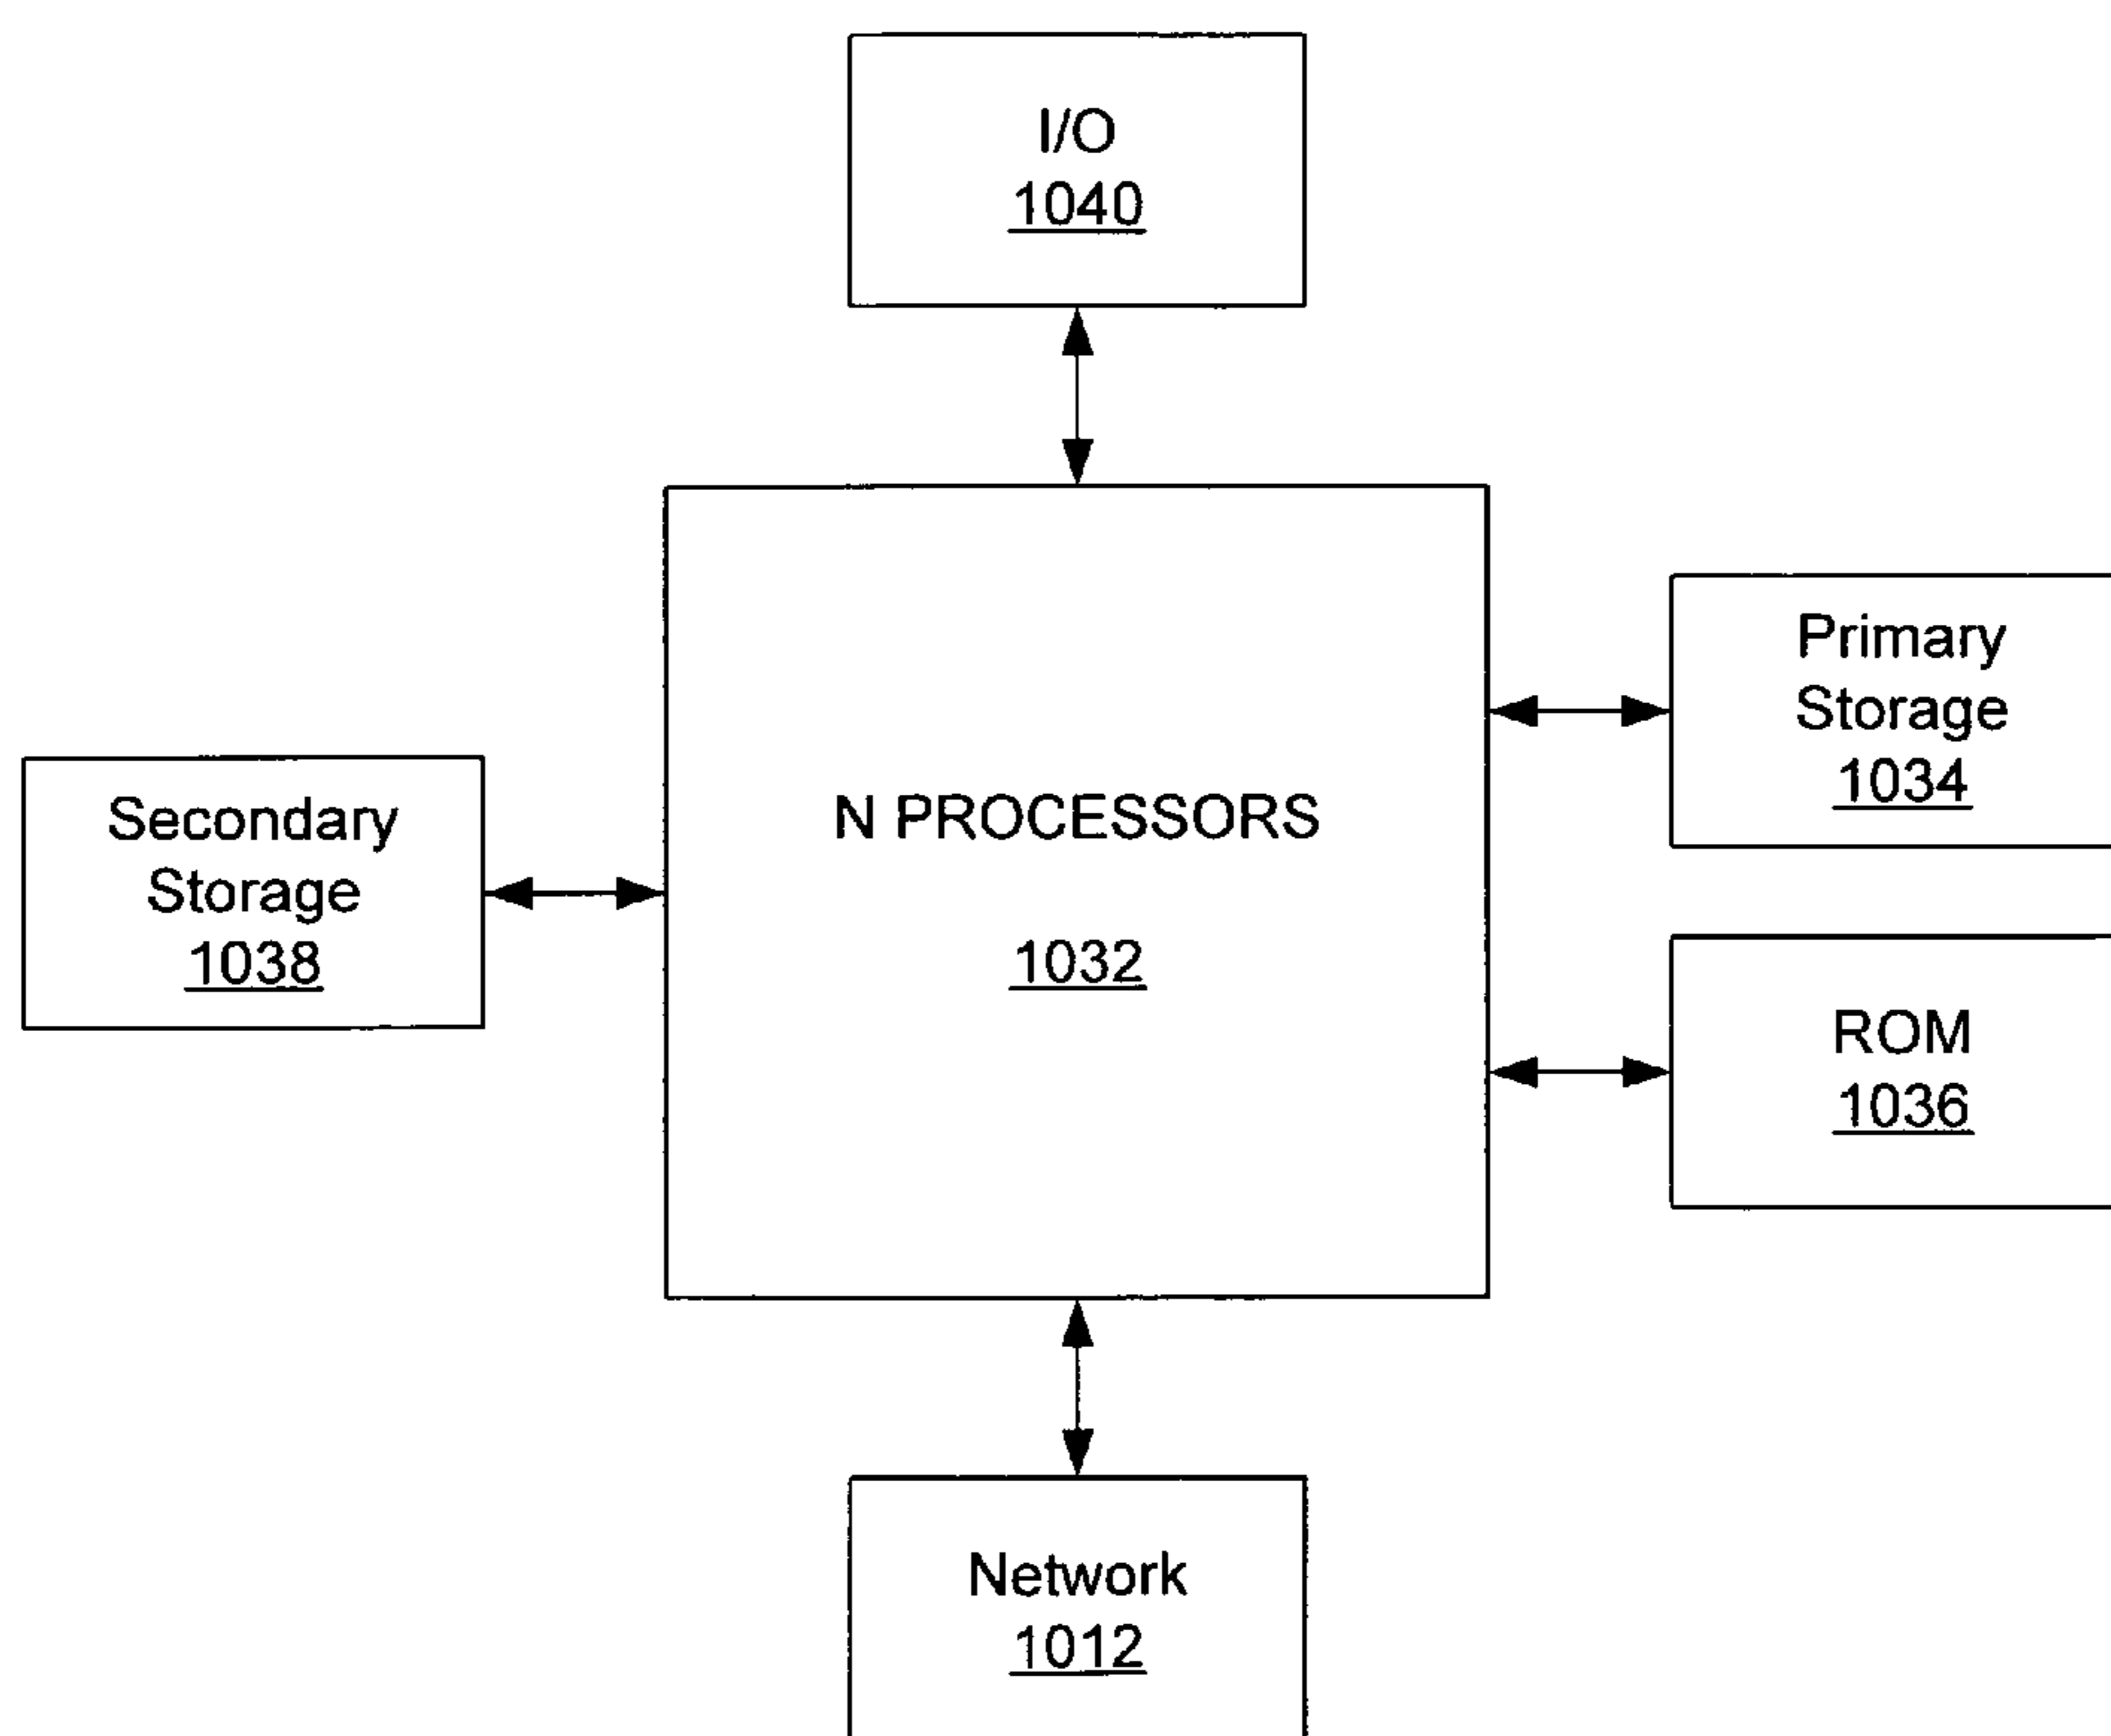 I/O
1040
Primary
Storage
1034
N PROCESSORS
1032
Secondary
Storage
1038
ROM
1036
Network
1012